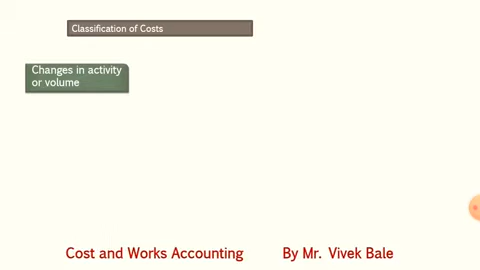 Classification of Costs
Changes in activity
or volume
Cost and Works Accounting By Mr. Vivek Bale